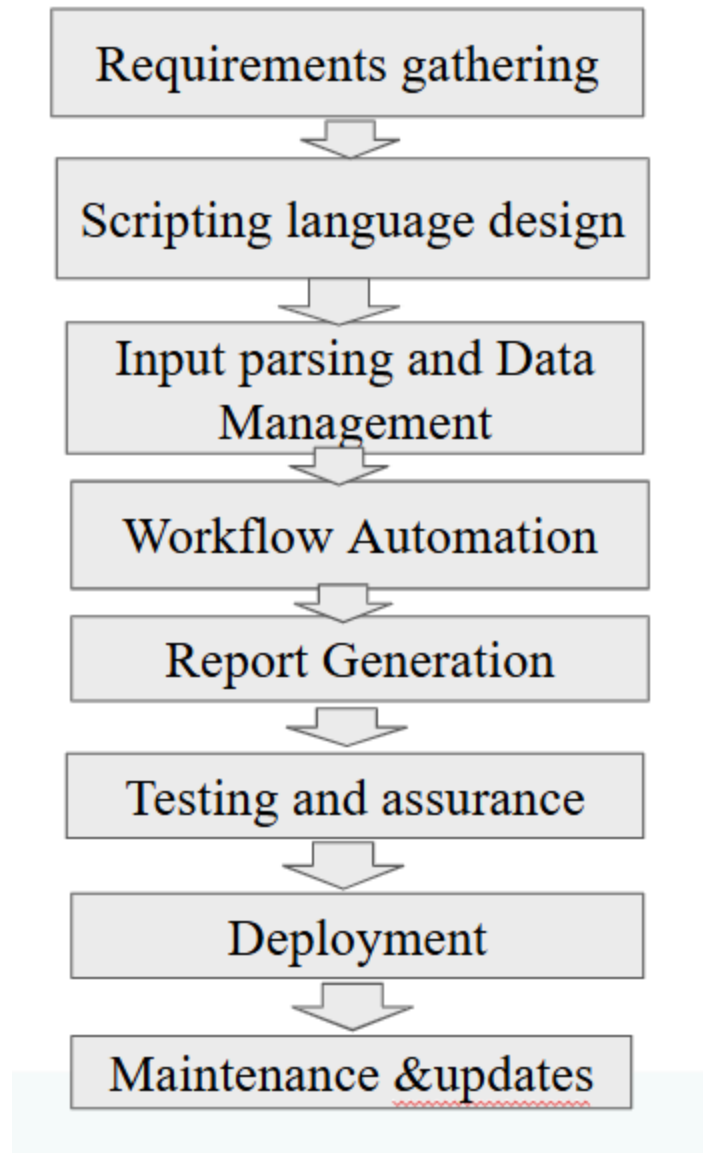 Requirements gathering
Scripting language design
Input parsing and Data
Management
Workflow Automation
Report Generation
Testing and assurance
Deployment
Maintenance &updates